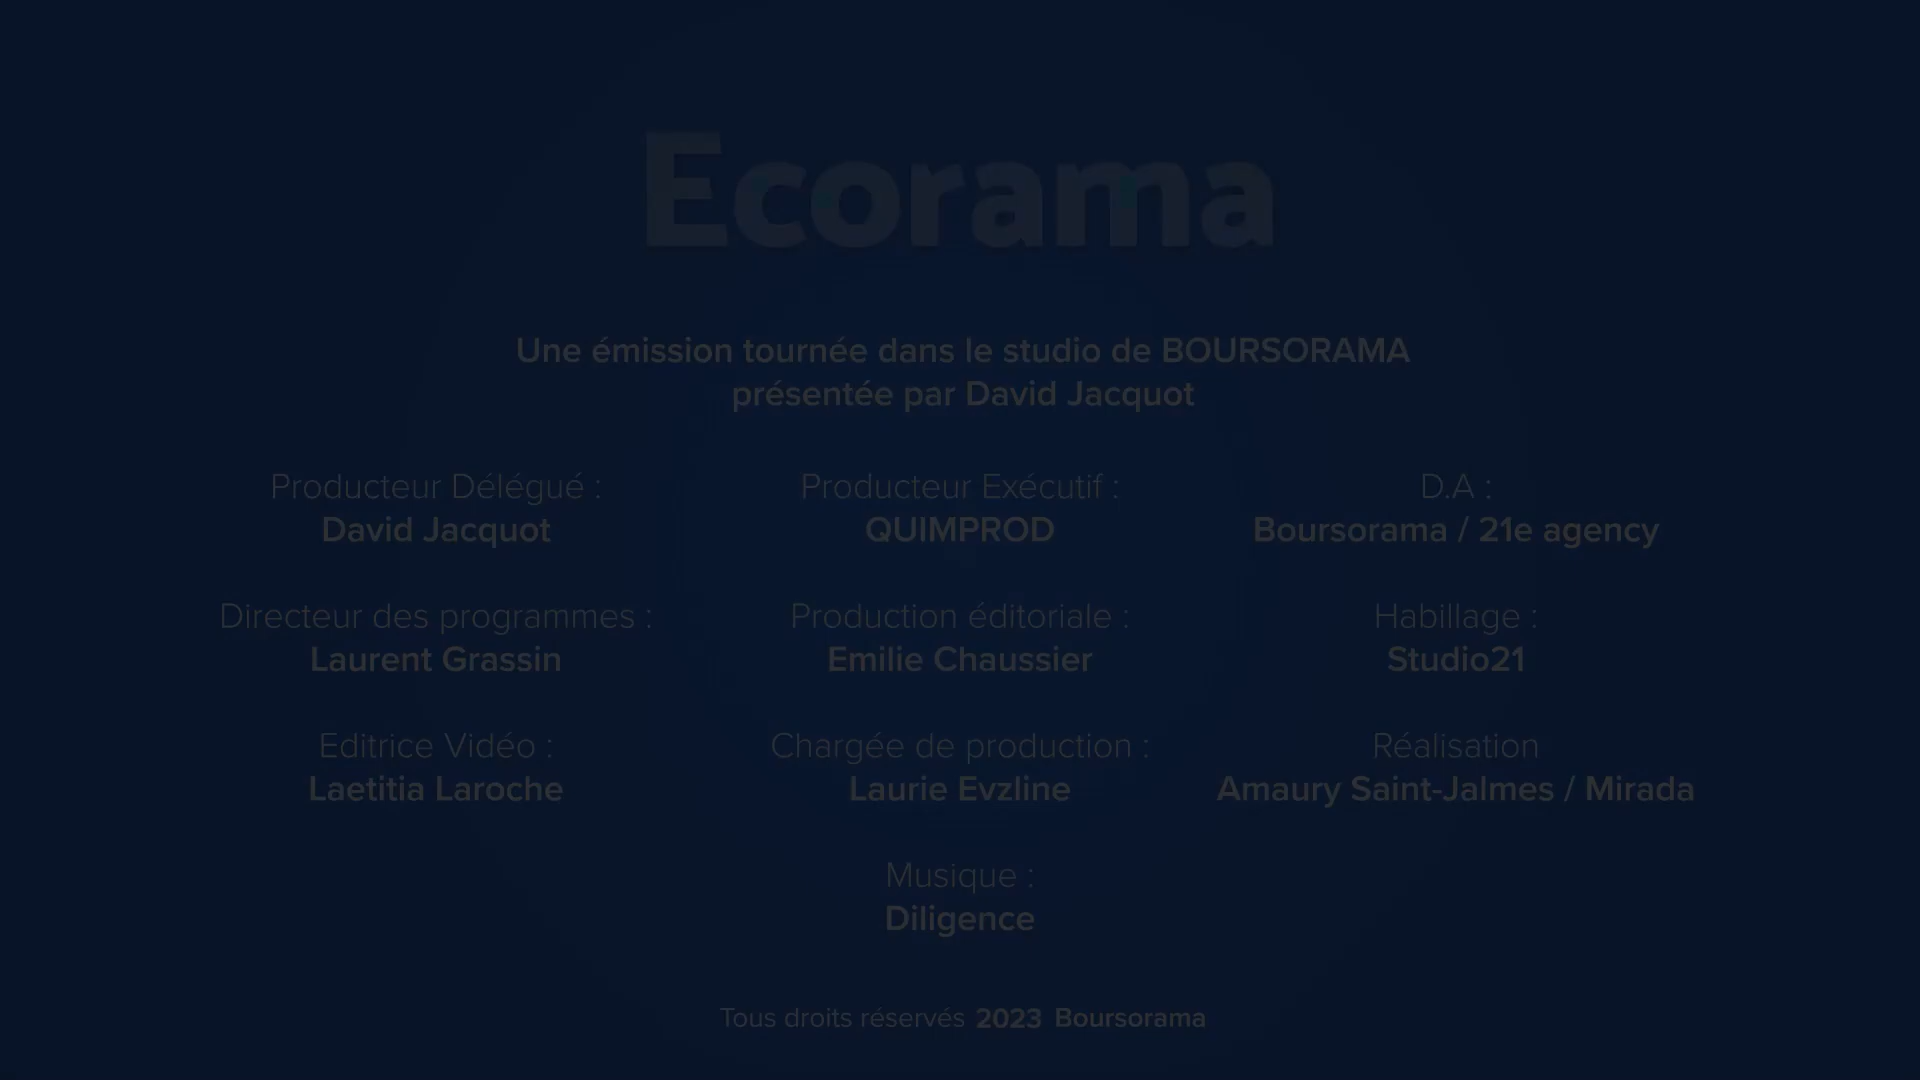 Ecorama
Une émission tournée dans le studio de BOURSORAMA
présentée par David Jacquot
Producteur Délégué :
David Jacquot
Producteur Exécutif :
QUIMPROD
D.A :
Boursorama / 21e agency
Directeur des programmes :
Laurent Grassin
Production éditoriale :
Emilie Chaussier
Habillage :
Studio21
Editrice Vidéo :
Laetitia Laroche
Chargée de production :
Laurie Evzline
Réalisation
Amaury Saint-Jalmes / Mirada
Musique :
Diligence
Tous droits réservés 2023 Boursorama